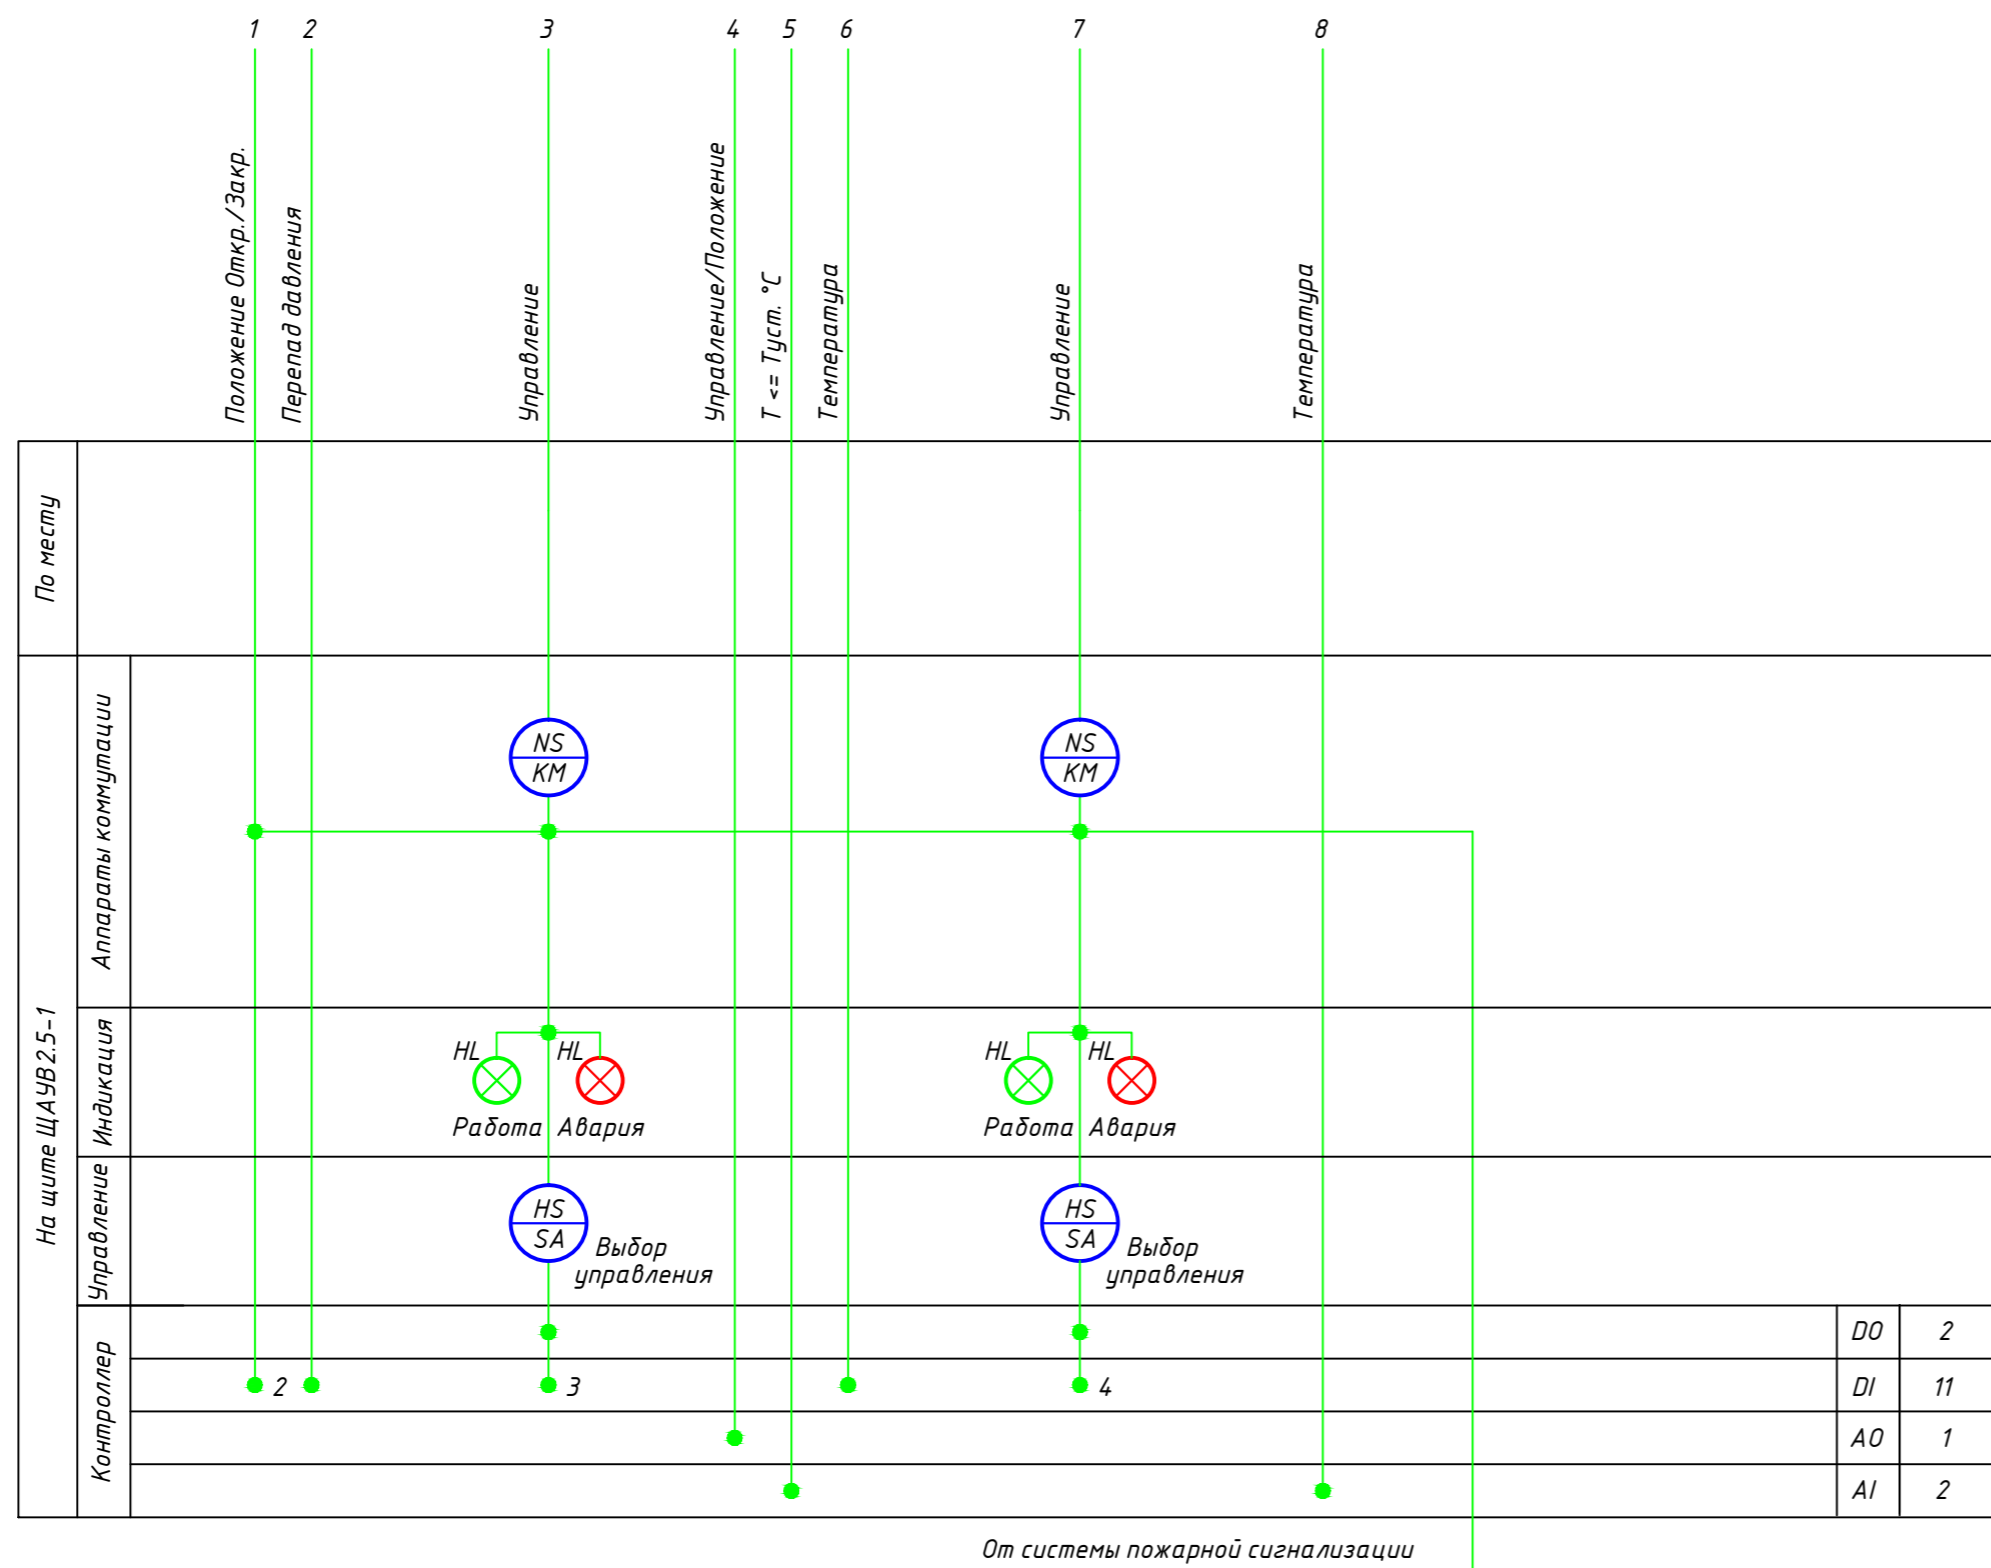 1 2 3 4 5 6 7 8
Положение Откр./Закр.
Перепад давления
Управление
Управление/Положение
T <= Tуст. °C
Температура
Управление
Температура
По месту
На щите ЩАУВ2.5-1
Аппараты коммутации
NS
KM
NS
KM
Индикация
HL HL
Работа Авария
HL HL
Работа Авария
Управление
HS
SA
Выбор
управления
HS
SA
Выбор
управления
Контроллер
DO 2
2 3 4 DI 11
AO 1
AI 2
От системы пожарной сигнализации